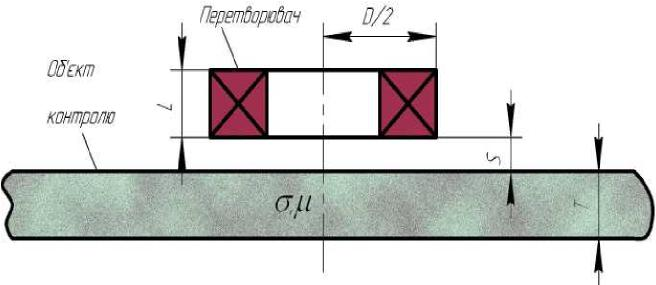 Перетворювач
D/2
Об'єкт
контролю
L
S
σ,μ
T